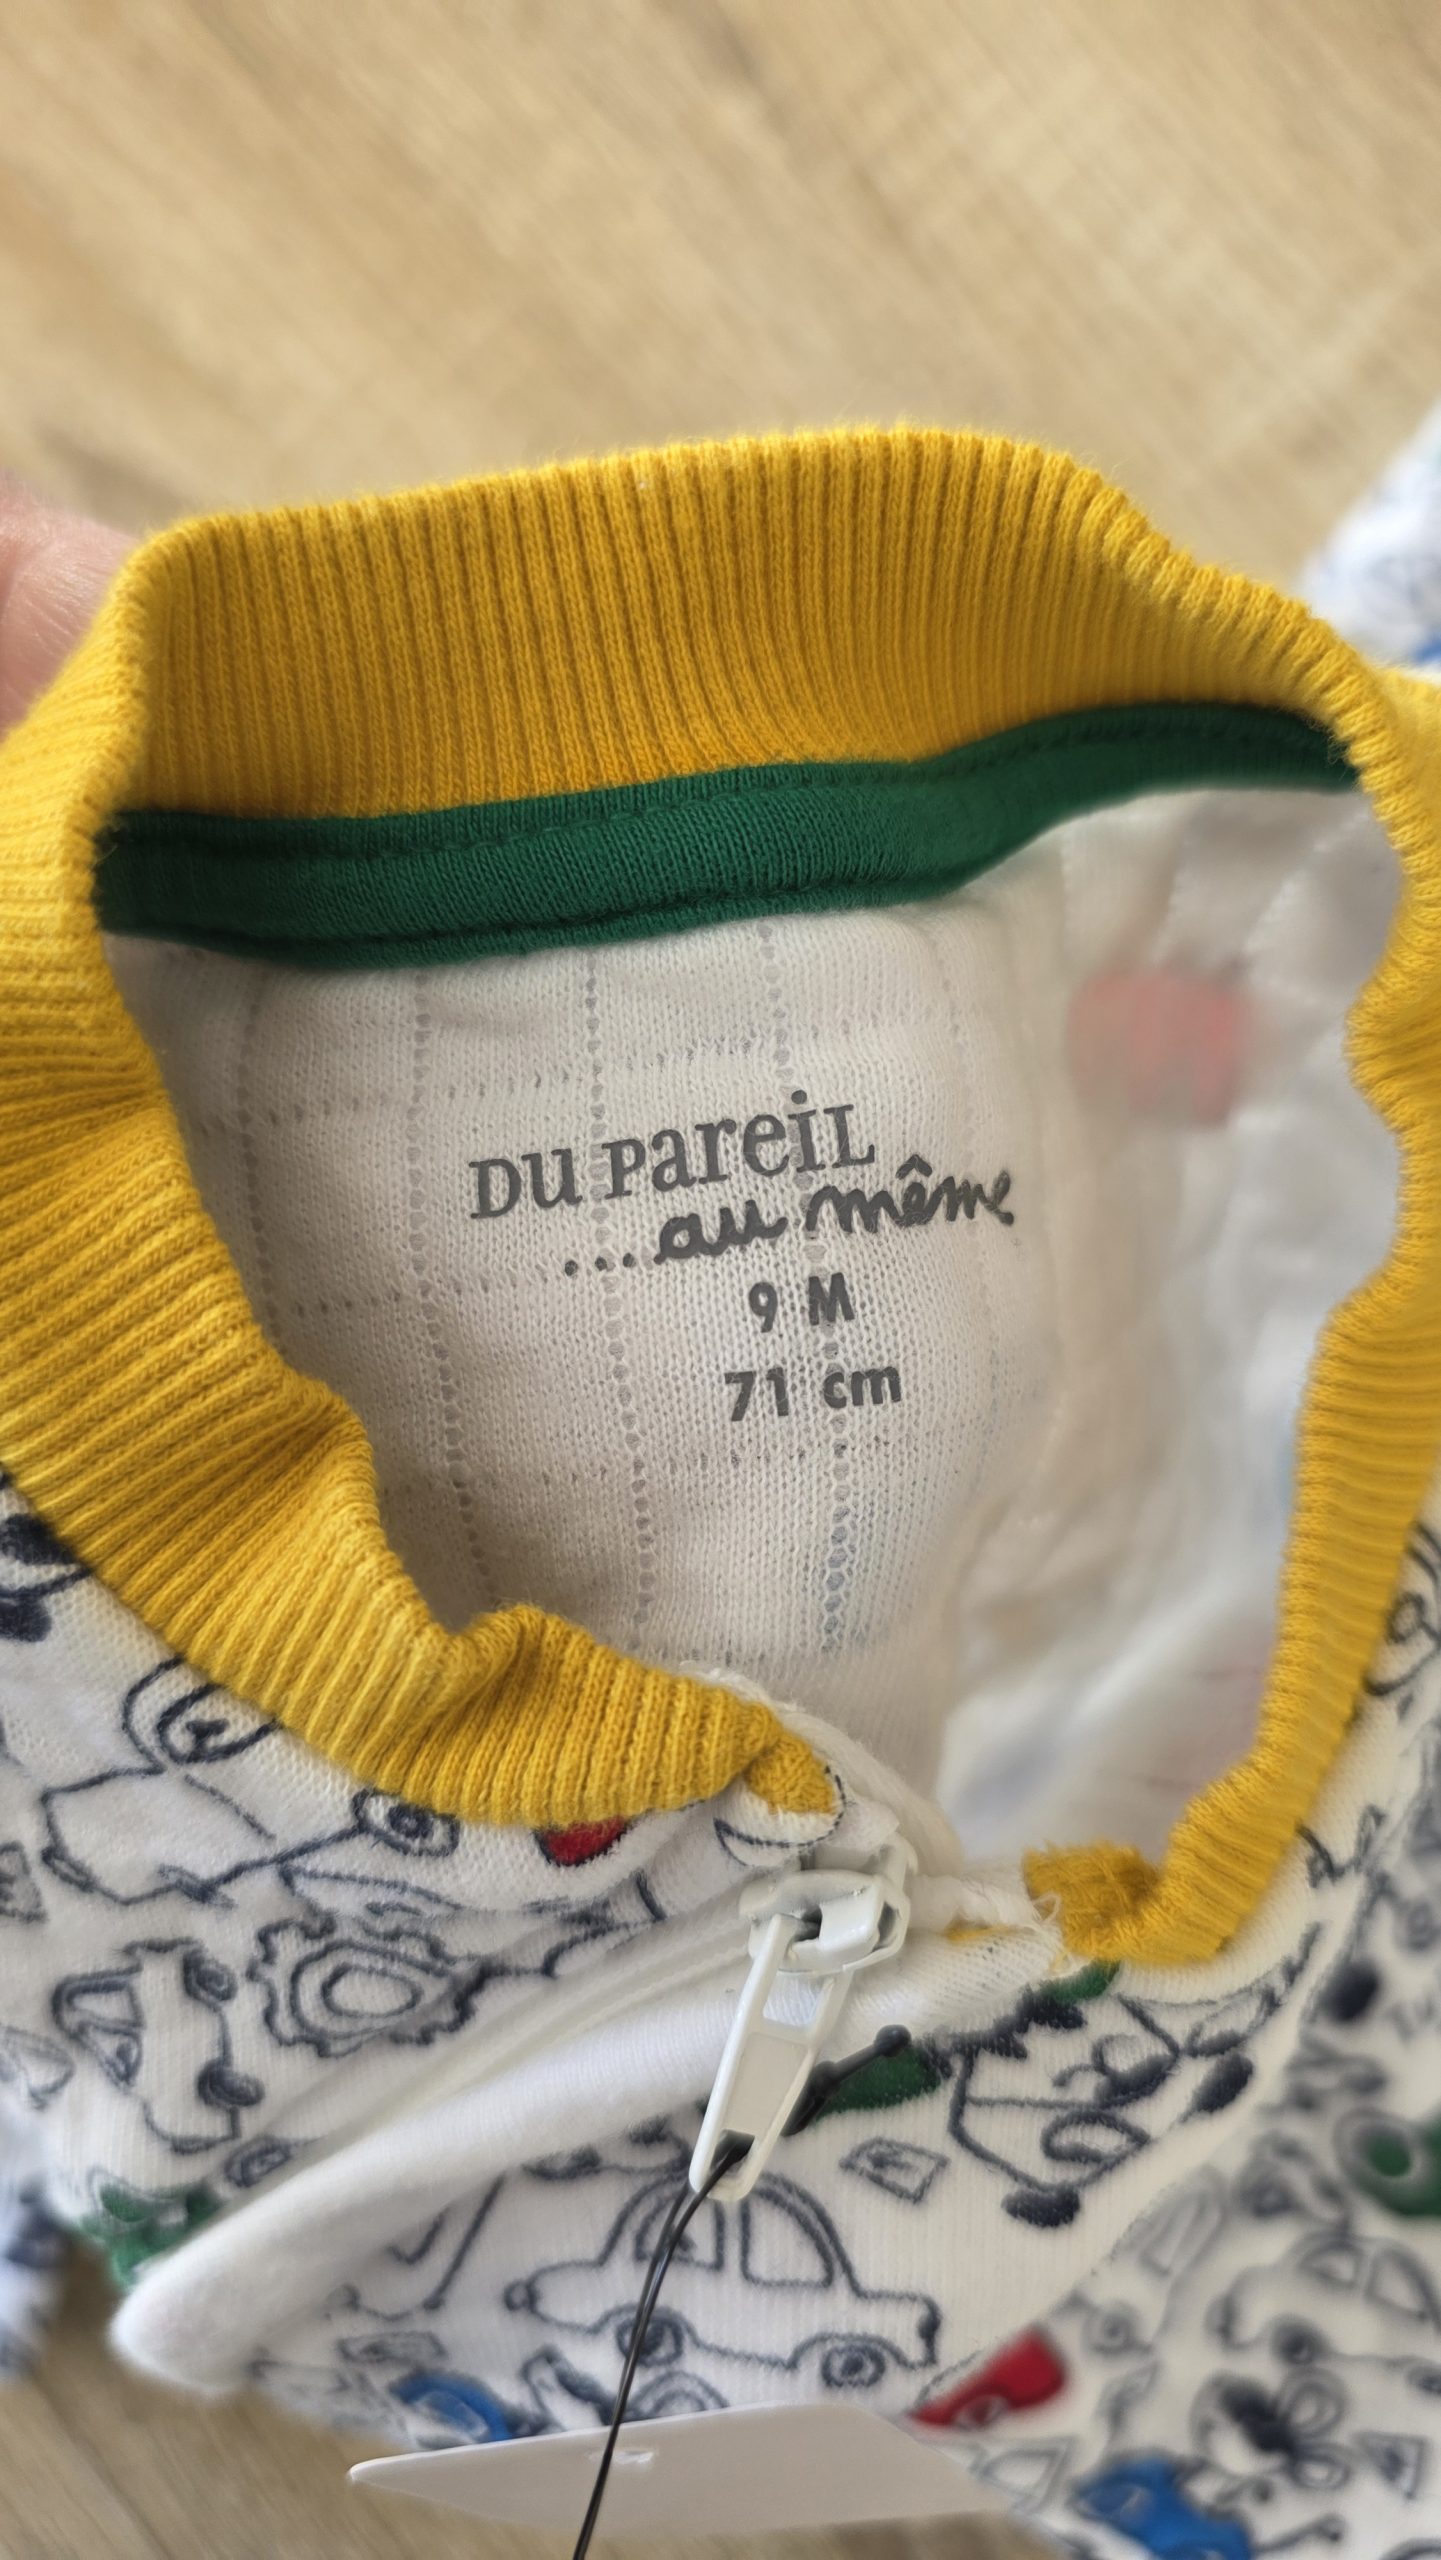 DU PAREIL
...au même
9 M
71 cm